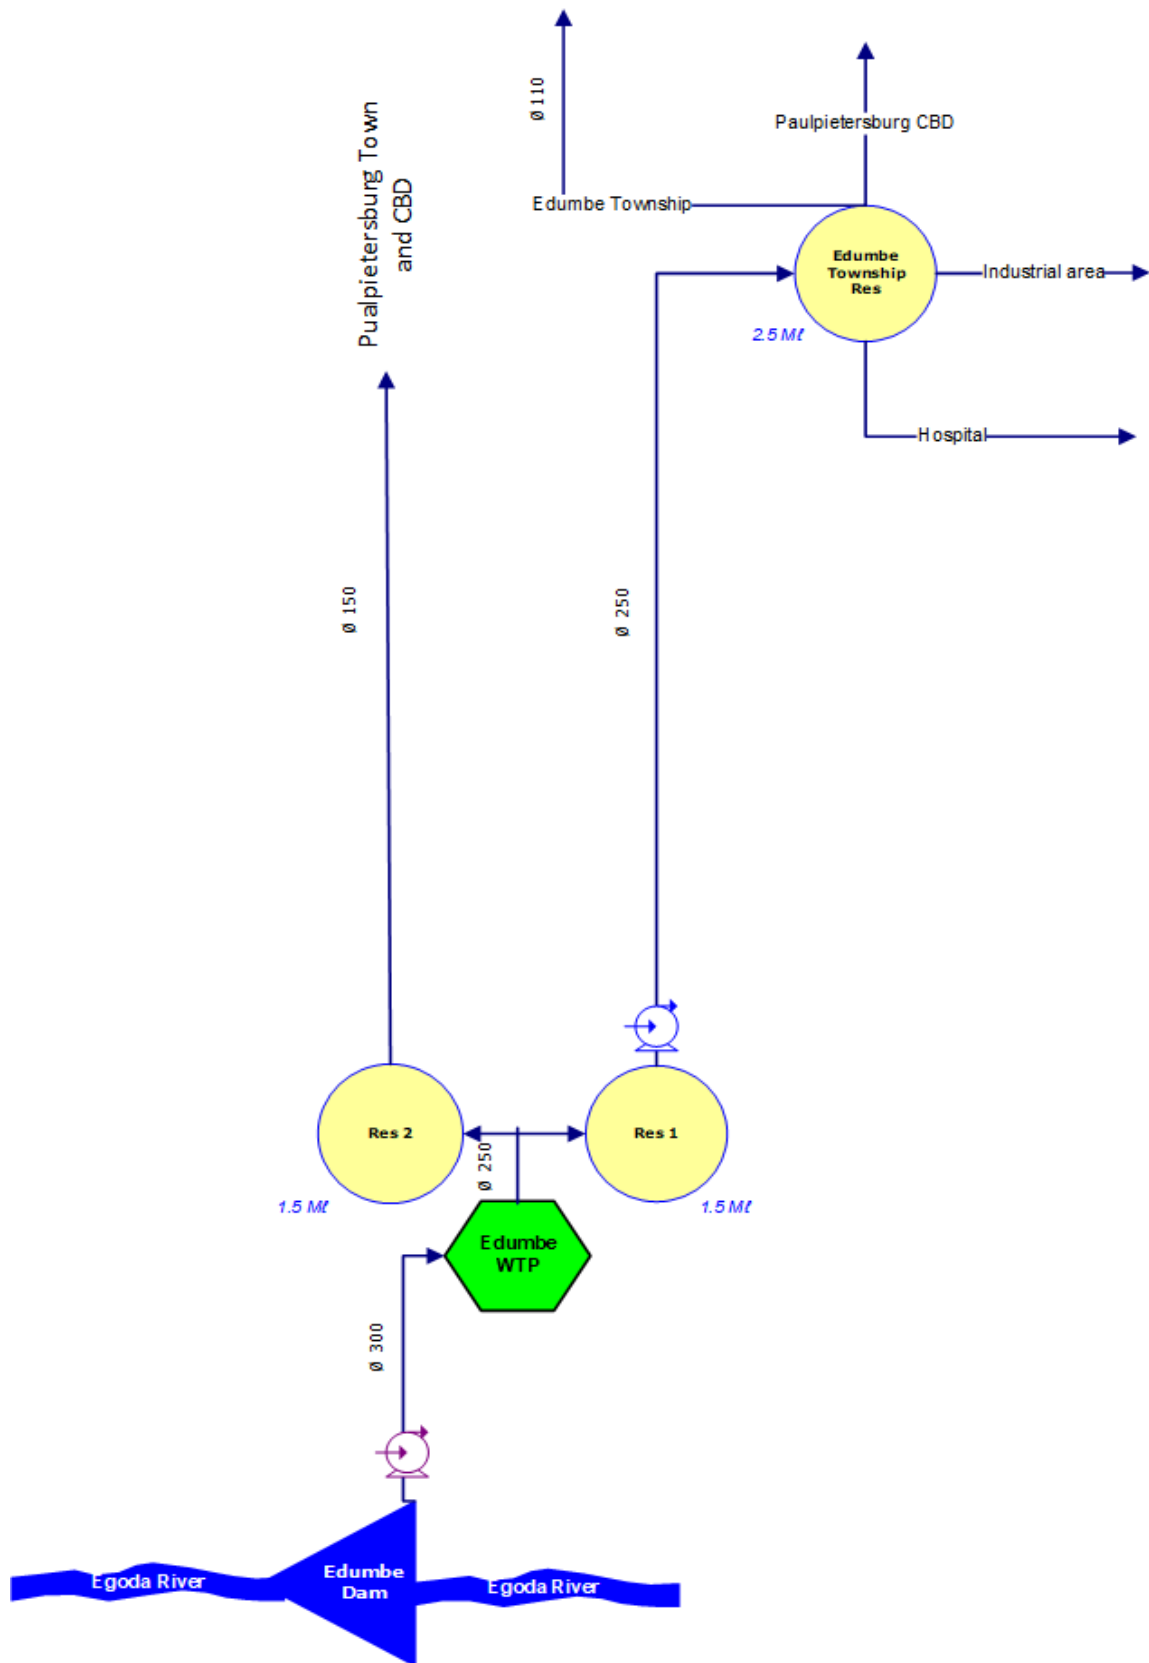 Ø110
Paulpietersburg CBD
Pualpietersburg Town
and CBD
Edumbe Township
Edumbe
Township
Res
Industrial area
2.5 Mℓ
Hospital
Ø 150
Ø 250
Res 2
Res 1
Ø 250
1.5 Mℓ
1.5 Mℓ
Edumbe
WTP
Ø 300
Edumbe
Dam
Egoda River
Egoda River